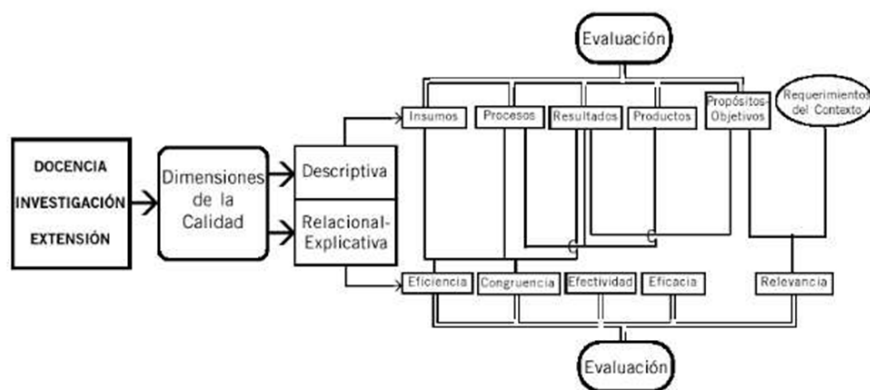 Evaluación
Insumos
Procesos
Resultados
Productos
Propósitos-
Objetivos
Requerimientos
del Contexto
DOCENCIA
INVESTIGACIÓN
EXTENSIÓN
Dimensiones
de la
Calidad
Descriptiva
Relacional-
Explicativa
Eficiencia
Congruencia
Efectividad
Eficacia
Relevancia
Evaluación